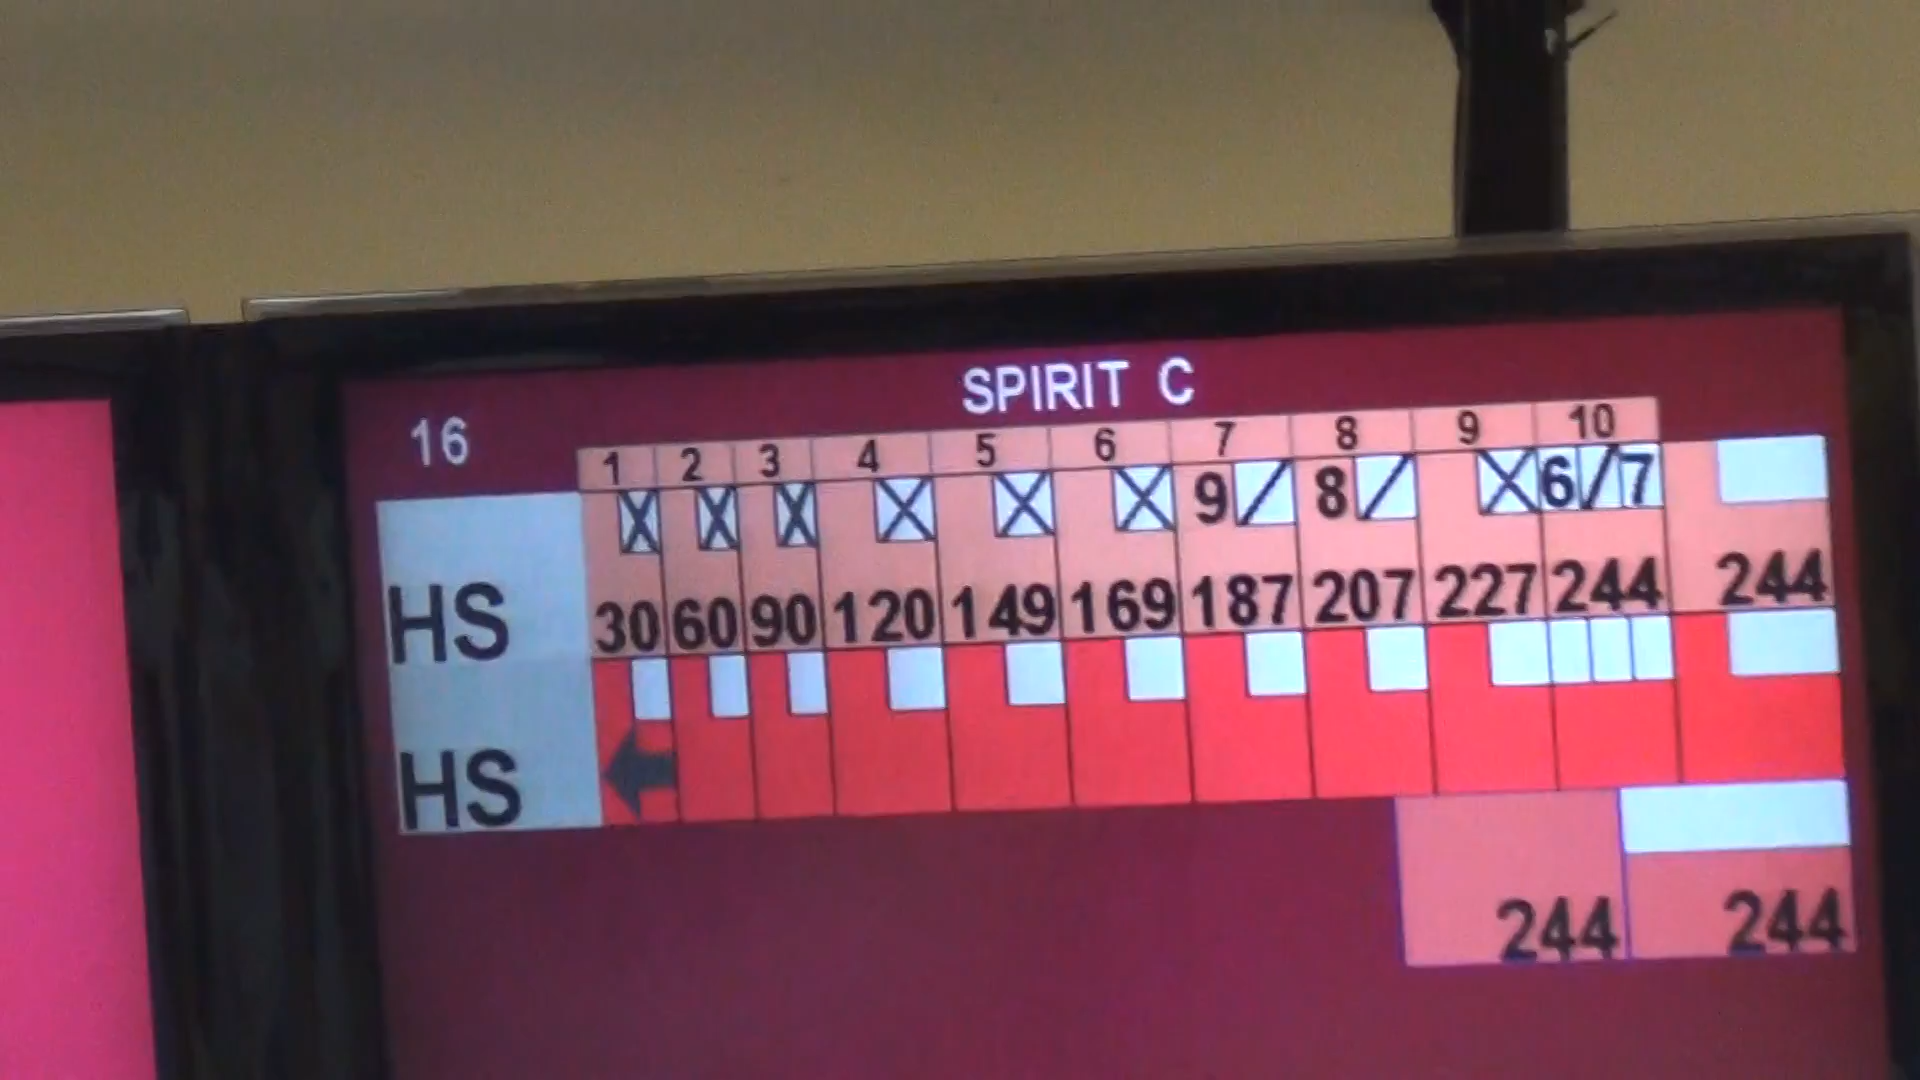 SPIRIT C
16
1 2 3 4 5 6 7 8 9 10
X X X X X X 9/ 8/ X 6/7
HS 30 60 90 120 149 169 187 207 227 244 244
HS
244 244